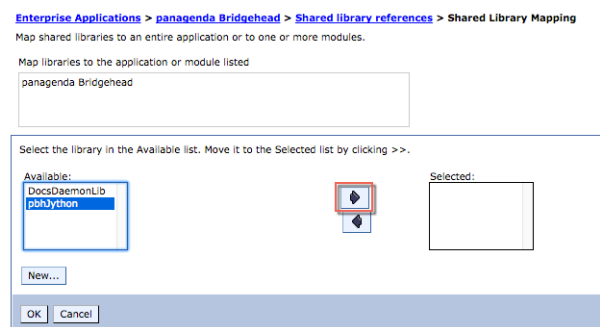 Enterprise Applications > panagenda Bridgehead > Shared library references > Shared Library Mapping
Map shared libraries to an entire application or to one or more modules.
Map libraries to the application or module listed
panagenda Bridgehead
Select the library in the Available list. Move it to the Selected list by clicking >>.
Available:
Selected:
DocsDaemonLib
pbhJython
New...
OK
Cancel